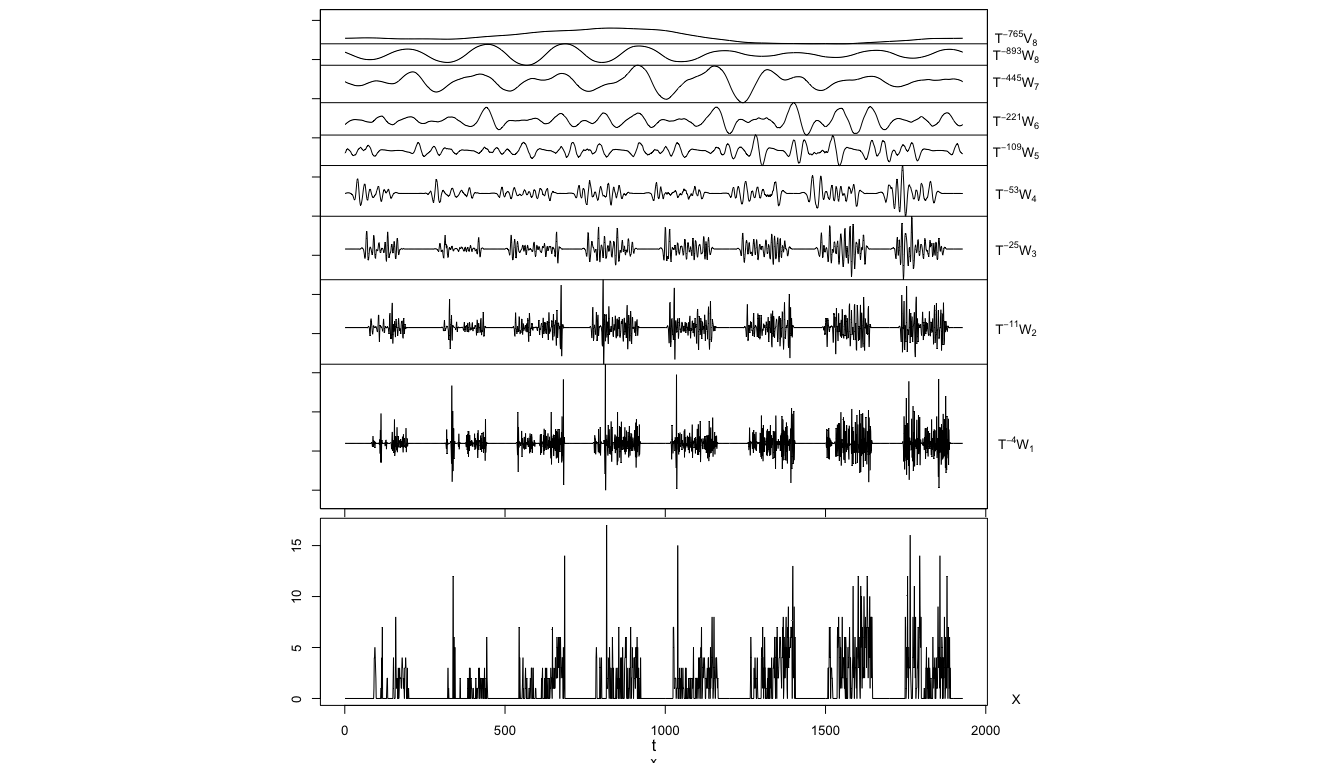 T⁻⁷⁶⁵V₈
T⁻⁸⁹³W₈
T⁻⁴⁴⁵W₇
T⁻²²¹W₆
T⁻¹⁰⁹W₅
T⁻⁵³W₄
T⁻²⁵W₃
T⁻¹¹W₂
T⁻⁴W₁
15
10
5
0
X
0 500 1000 1500 2000
t
x